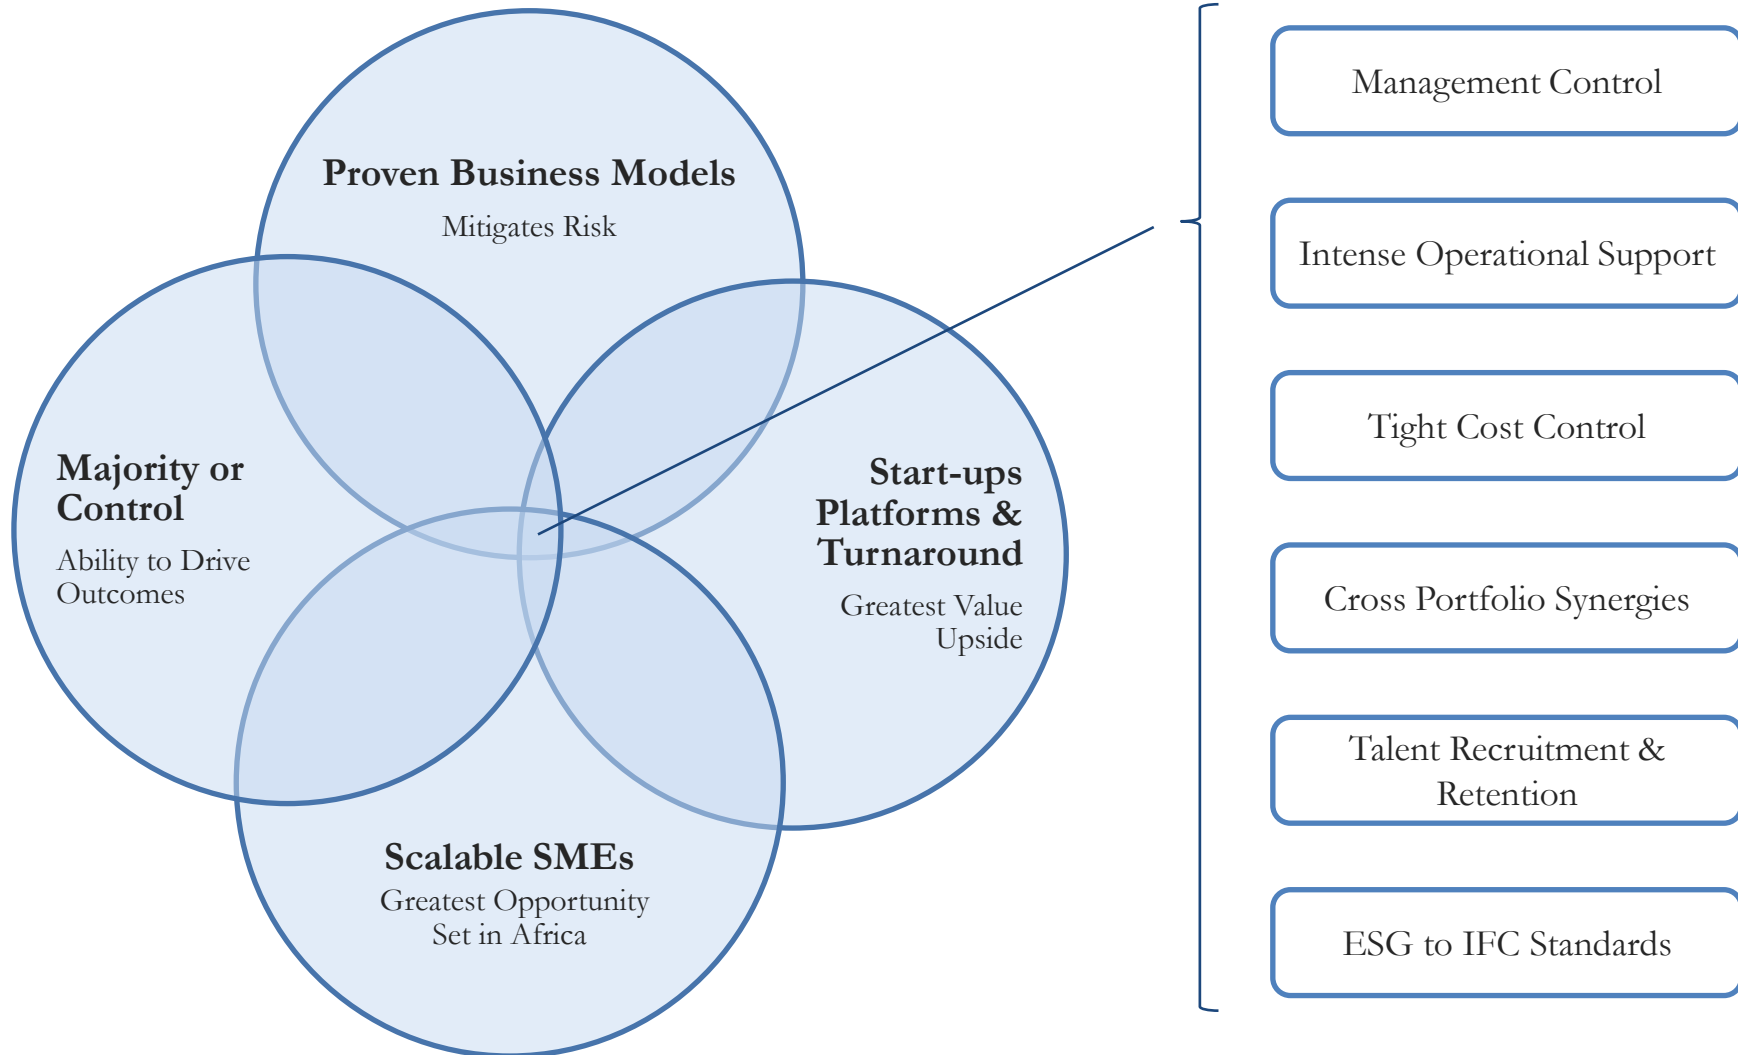 Proven Business Models
Mitigates Risk
Majority or
Control
Ability to Drive
Outcomes
Start-ups
Platforms &
Turnaround
Greatest Value
Upside
Scalable SMEs
Greatest Opportunity
Set in Africa
Management Control
Intense Operational Support
Tight Cost Control
Cross Portfolio Synergies
Talent Recruitment &
Retention
ESG to IFC Standards